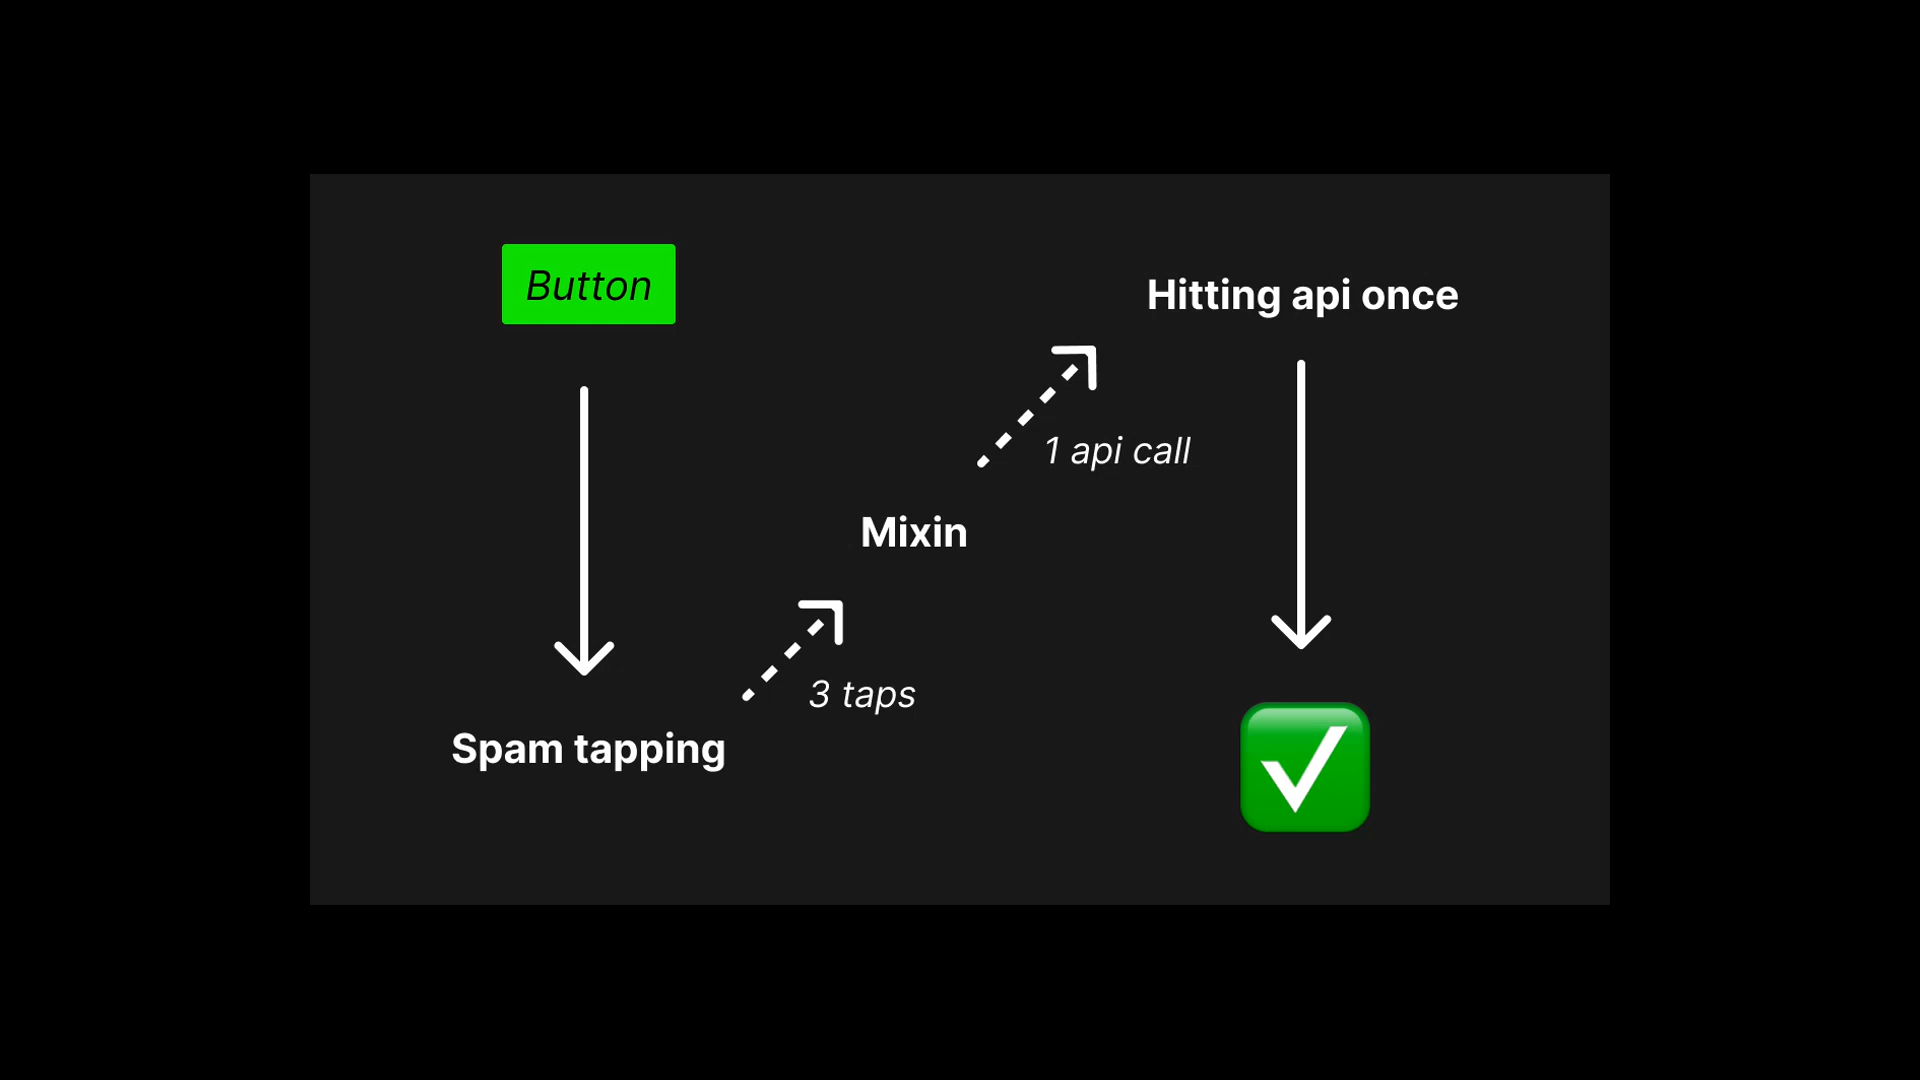 Button
Hitting api once
1 api call
Mixin
3 taps
Spam tapping